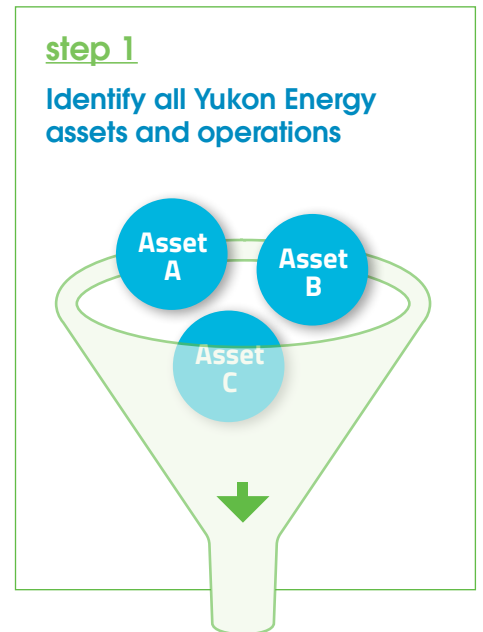 step 1
Identify all Yukon Energy
assets and operations
Asset
A
Asset
B
Asset
C